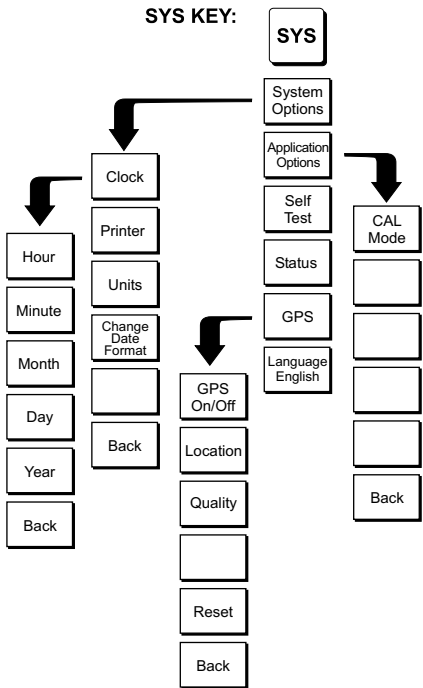 SYS KEY:
SYS
System
Options
Application
Options
Self
Test
Status
GPS
Language
English
Clock
Printer
Units
Change
Date
Format
Back
Hour
Minute
Month
Day
Year
Back
GPS
On/Off
Location
Quality
Reset
Back
CAL
Mode
Back